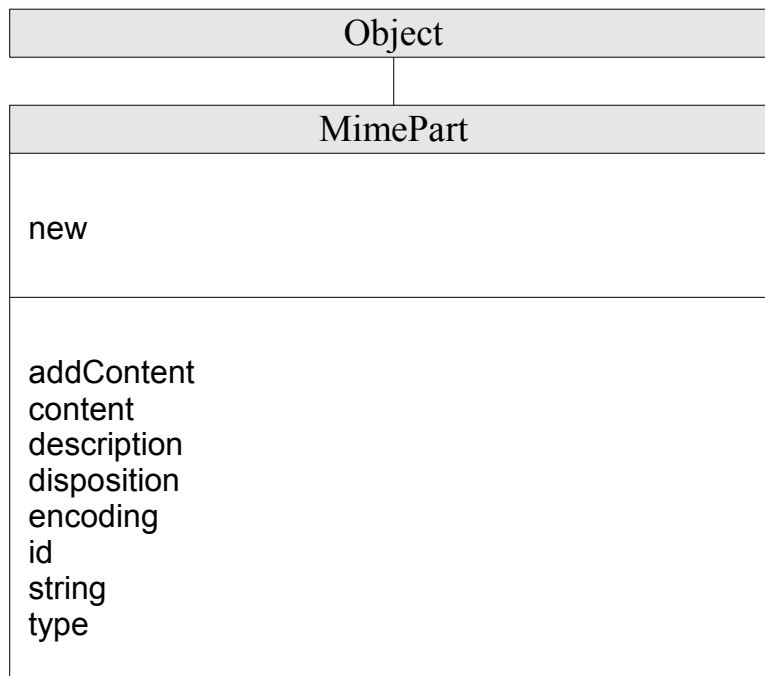 Object
MimePart
new
addContent
content
description
disposition
encoding
id
string
type